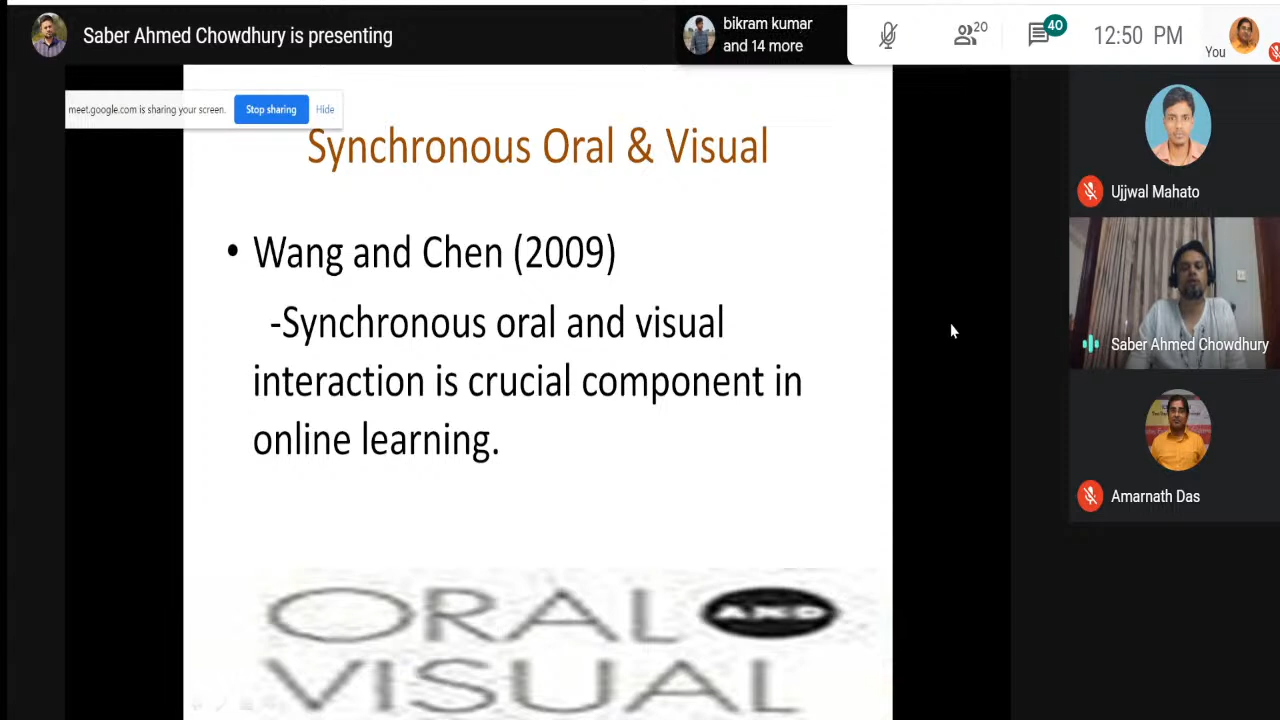 Saber Ahmed Chowdhury is presenting
bikram kumar
and 14 more
20
40
12:50 PM
You
meet.google.com is sharing your screen.
Stop sharing
Hide
Synchronous Oral & Visual
• Wang and Chen (2009)
-Synchronous oral and visual
interaction is crucial component in
online learning.
ORAL AND
VISUAL
Ujjwal Mahato
Saber Ahmed Chowdhury
Amarnath Das